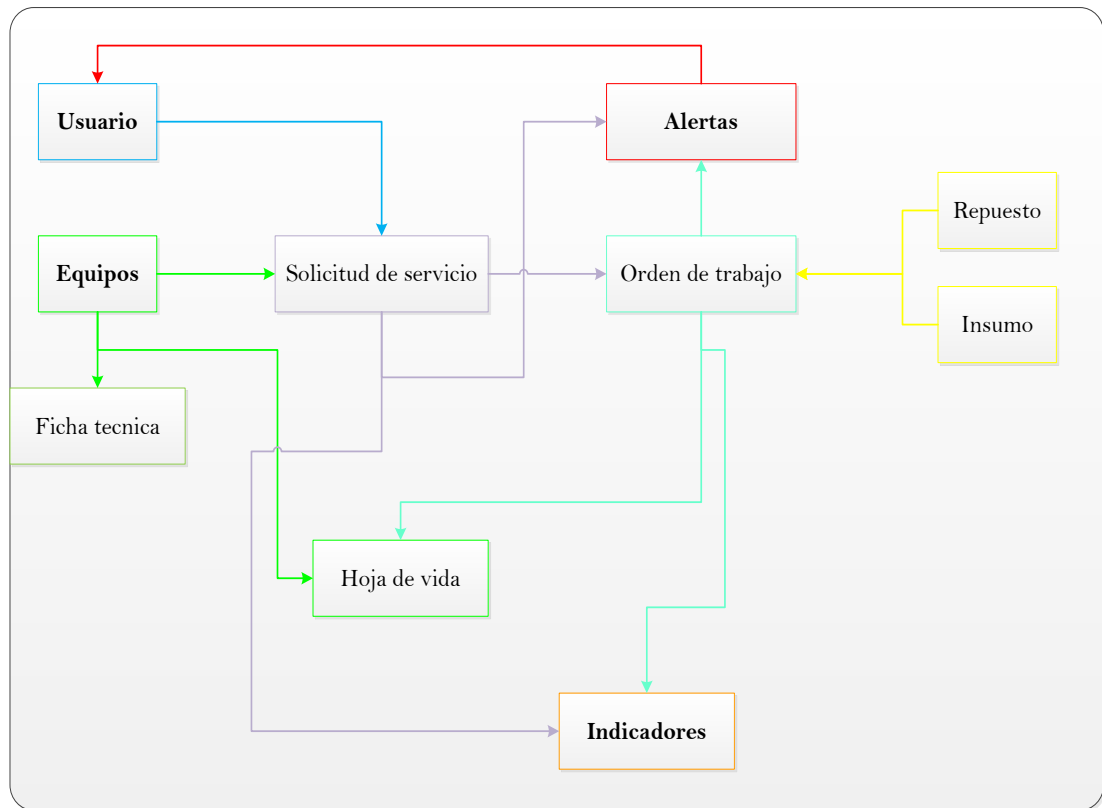 Usuario
Alertas
Repuesto
Equipos
Solicitud de servicio
Orden de trabajo
Insumo
Ficha tecnica
Hoja de vida
Indicadores